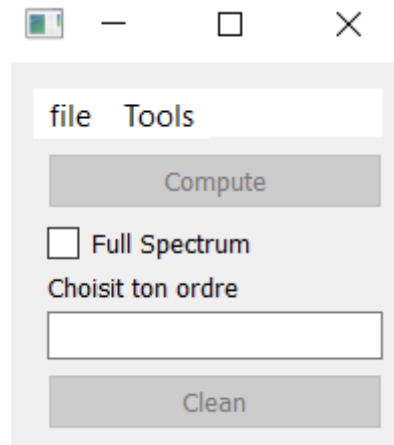 file Tools
Compute
Full Spectrum
Choisit ton ordre
Clean